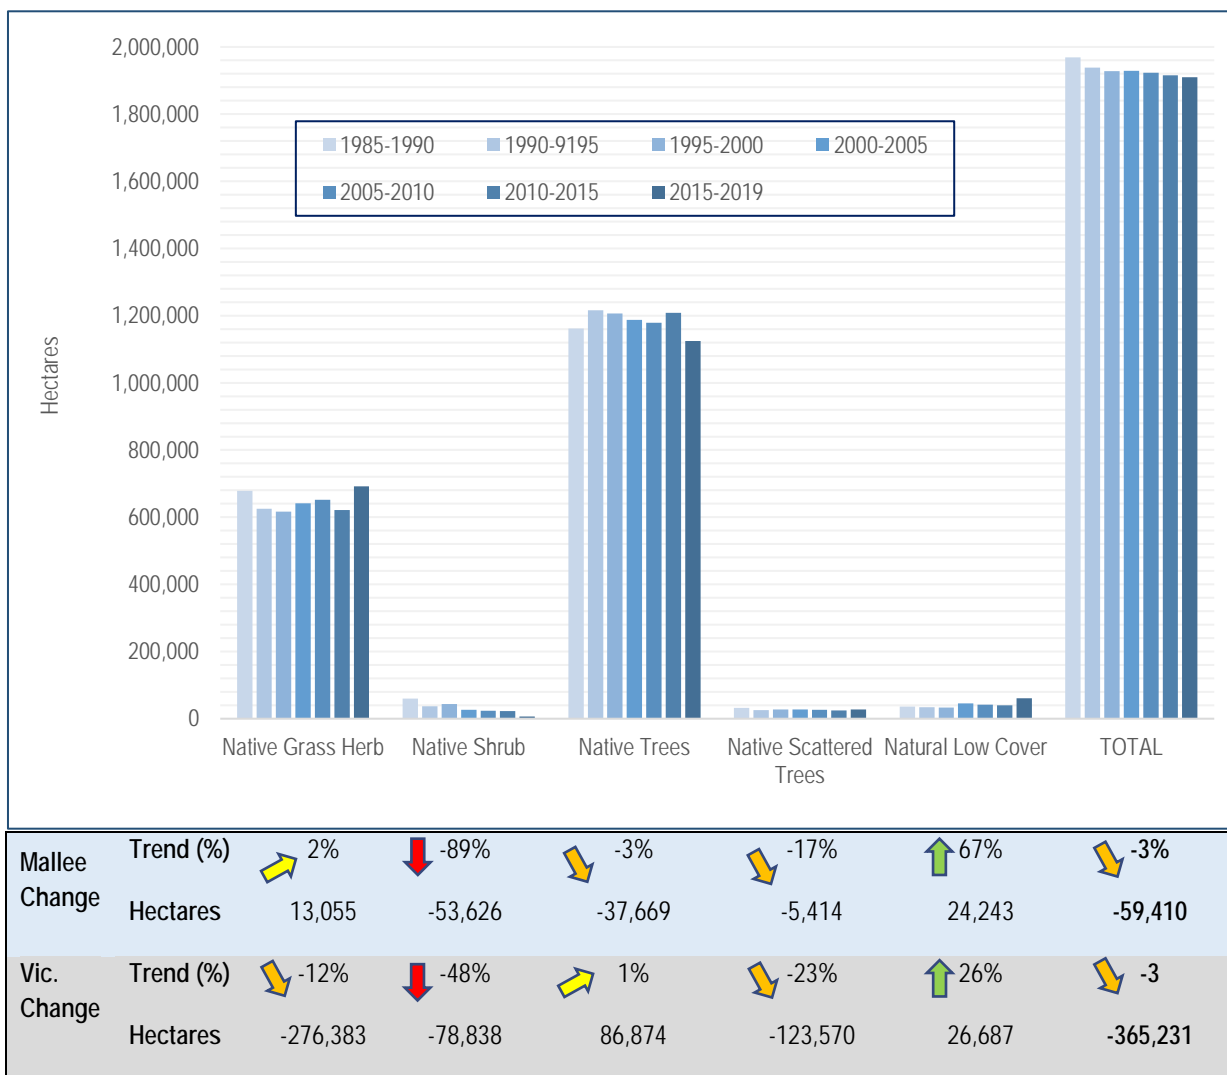 2,000,000
1,800,000
1,600,000
1,400,000
1,200,000
1,000,000
800,000
600,000
400,000
200,000
0
Hectares
1985-1990 1990-9195 1995-2000 2000-2005
2005-2010 2010-2015 2015-2019
Native Grass Herb Native Shrub Native Trees Native Scattered Natural Low Cover TOTAL
Trees
Mallee
Change
Trend (%) 2% -89% -3% -17% 67% -3%
Hectares 13,055 -53,626 -37,669 -5,414 24,243 -59,410
Vic.
Change
Trend (%) -12% -48% 1% -23% 26% -3
Hectares -276,383 -78,838 86,874 -123,570 26,687 -365,231